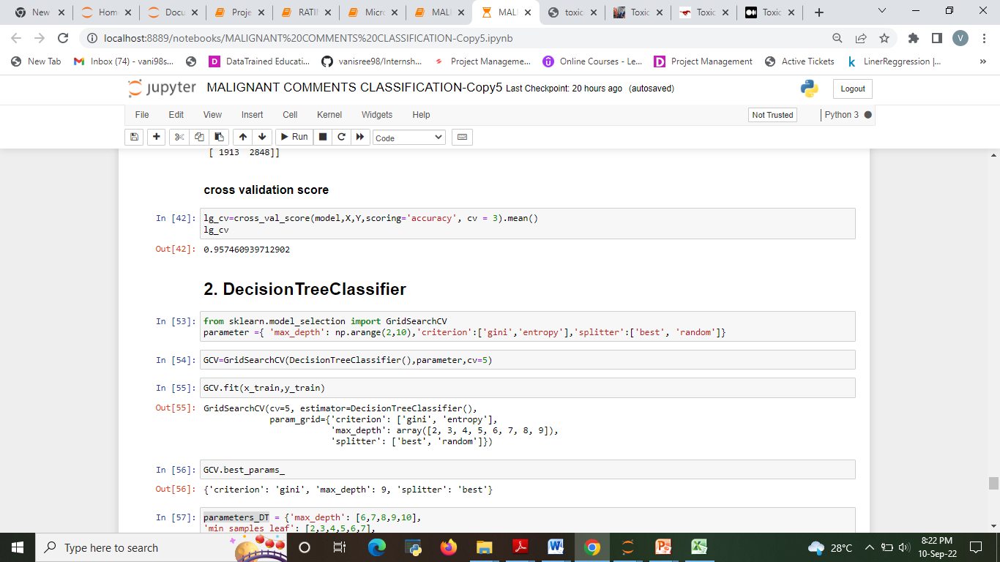 New
Hom
Docu
Proje
RATI
Micr
MALI
MALI
toxic
Toxic
Toxic
Toxic
localhost:8889/notebooks/MALIGNANT%20COMMENTS%20CLASSIFICATION-Copy5.ipynb
V
New Tab
Inbox (74) - vani98s...
D DataTrained Educati...
vanisree98/Internsh...
Project Manageme...
Online Courses - Le...
D Project Management
Active Tickets
k LinerReggression |...
»
jupyter MALIGNANT COMMENTS CLASSIFICATION-Copy5 Last Checkpoint: 20 hours ago (autosaved)
Logout
File Edit View Insert Cell Kernel Widgets Help
Not Trusted
Python 3
Run
Code
[ 1913 2848]]
cross validation score
In [42]: lg_cv=cross_val_score(model,X,Y,scoring='accuracy', cv = 3).mean()
lg_cv
Out[42]: 0.957460939712902
2. DecisionTreeClassifier
In [53]: from sklearn.model_selection import GridSearchCV
parameter ={ 'max_depth': np.arange(2,10),'criterion':['gini','entropy'],'splitter':['best', 'random']}
In [54]: GCV=GridSearchCV(DecisionTreeClassifier(),parameter,cv=5)
In [55]: GCV.fit(x_train,y_train)
Out[55]: GridSearchCV(cv=5, estimator=DecisionTreeClassifier(),
param_grid={'criterion': ['gini', 'entropy'],
'max_depth': array([2, 3, 4, 5, 6, 7, 8, 9]),
'splitter': ['best', 'random']})
In [56]: GCV.best_params_
Out[56]: {'criterion': 'gini', 'max_depth': 9, 'splitter': 'best'}
In [57]: parameters_DT = {'max_depth': [6,7,8,9,10],
'min_samples_leaf': [2,3,4,5,6,7],
Type here to search
28°C
8:22 PM
10-Sep-22